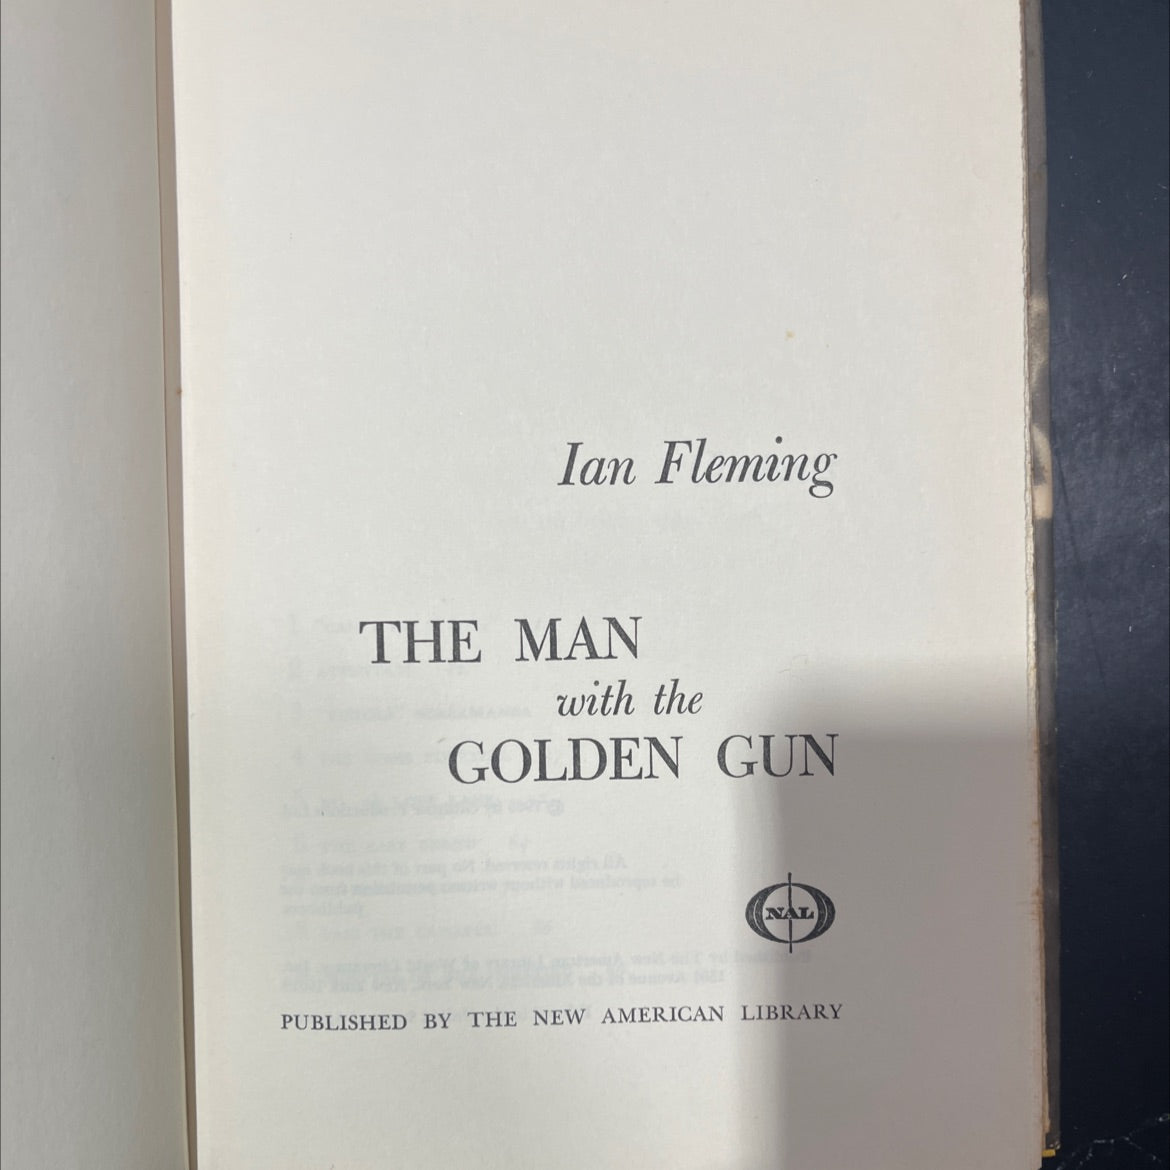 Ian Fleming
THE MAN
with the
GOLDEN GUN
NAL
PUBLISHED BY THE NEW AMERICAN LIBRARY